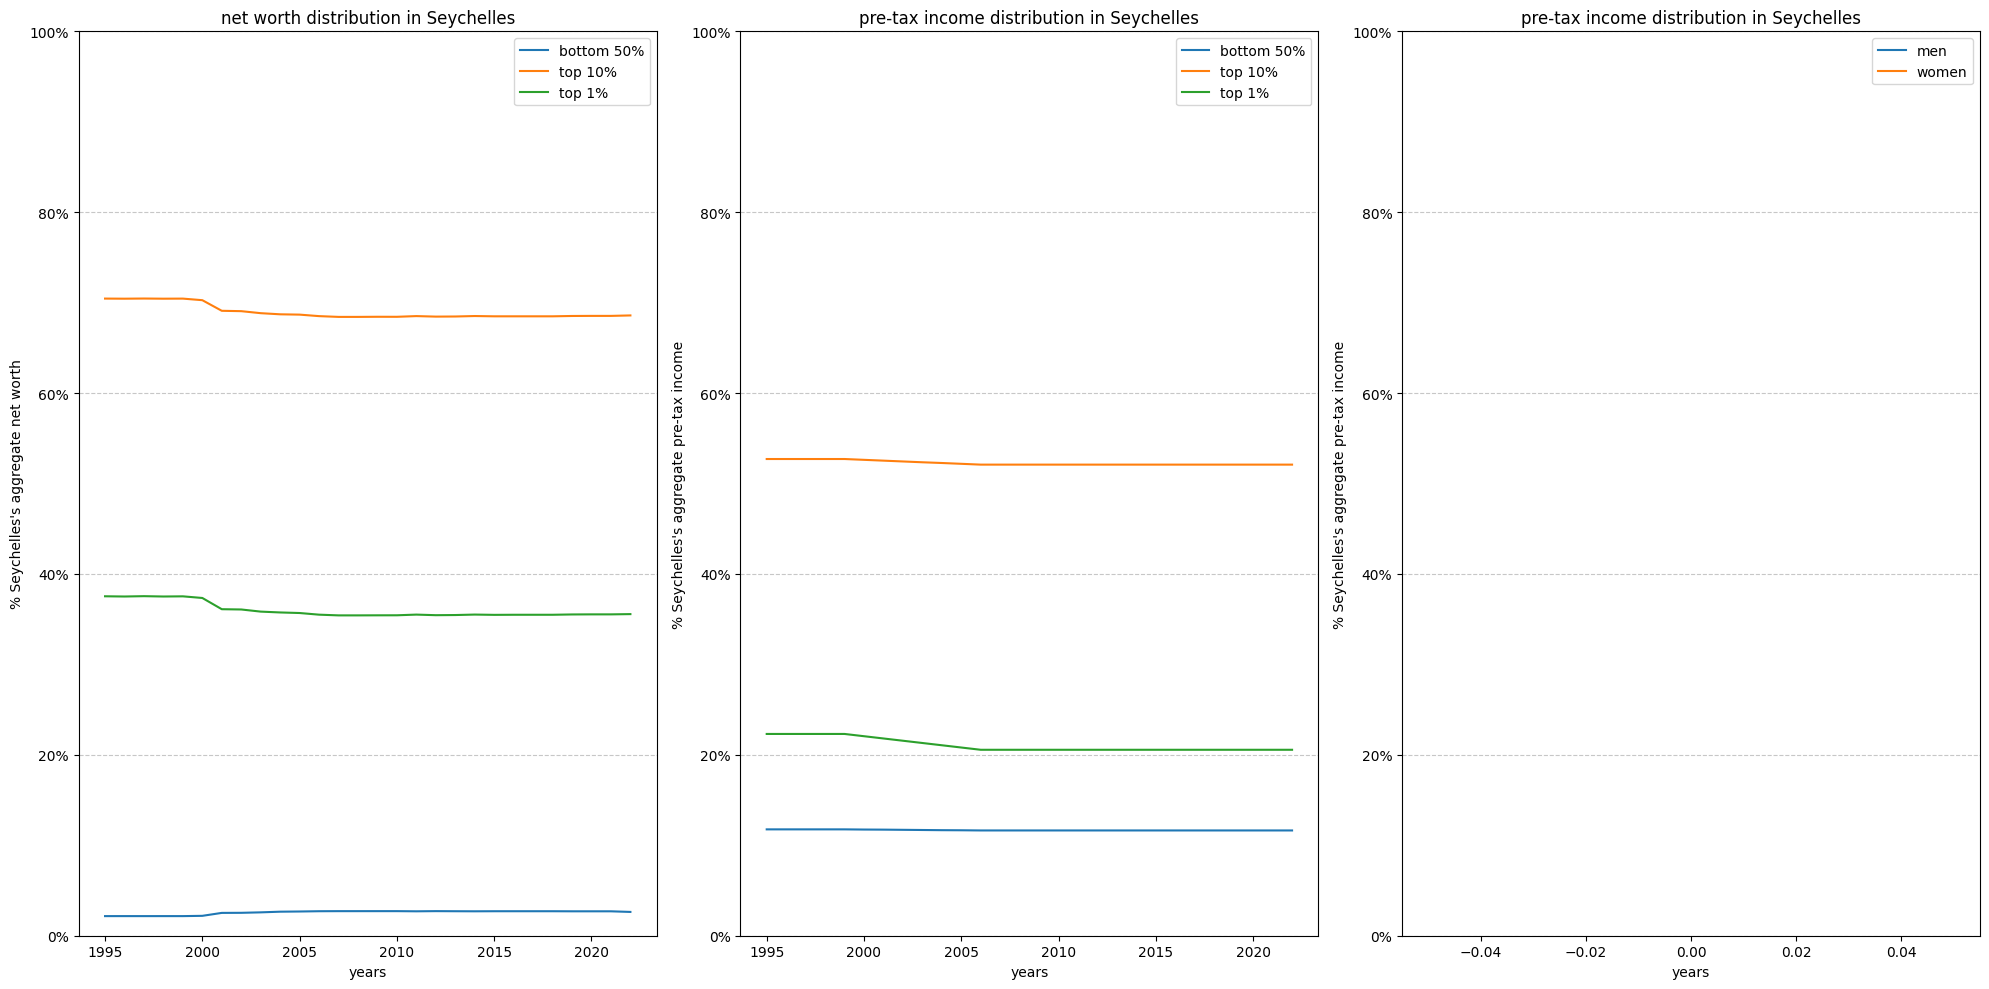 net worth distribution in Seychelles
100%
80%
60%
40%
20%
0%
% Seychelles's aggregate net worth
bottom 50%
top 10%
top 1%
1995 2000 2005 2010 2015 2020
years
pre-tax income distribution in Seychelles
100%
80%
60%
40%
20%
0%
% Seychelles's aggregate pre-tax income
bottom 50%
top 10%
top 1%
1995 2000 2005 2010 2015 2020
years
pre-tax income distribution in Seychelles
100%
80%
60%
40%
20%
0%
% Seychelles's aggregate pre-tax income
men
women
−0.04 −0.02 0.00 0.02 0.04
years